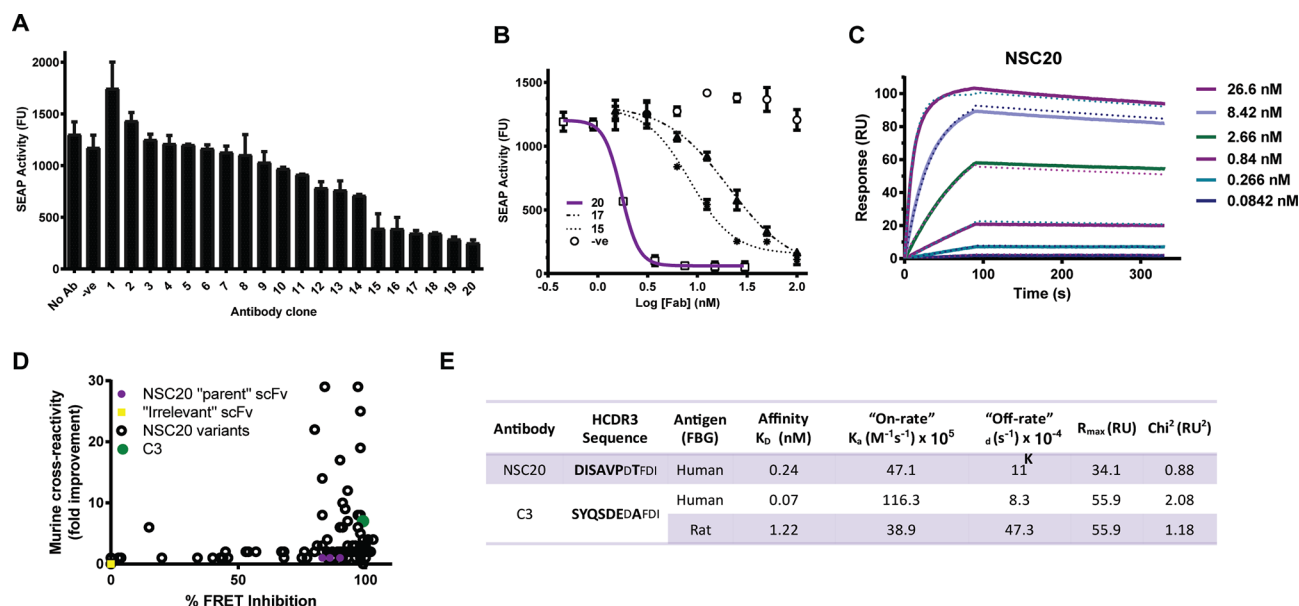 A
SEAP Activity (FU)
2000
1500
1000
500
0
No Ab
-ve
1
2
3
4
5
6
7
8
9
10
11
12
13
14
15
16
17
18
19
20
Antibody clone
B
SEAP Activity (FU)
1500
1000
500
0
20
17
15
-ve
-0.5
0.0
0.5
1.0
1.5
2.0
Log [Fab] (nM)
C
NSC20
Response (RU)
100
80
60
40
20
0
0
100
200
300
Time (s)
26.6 nM
8.42 nM
2.66 nM
0.84 nM
0.266 nM
0.0842 nM
D
Murine cross-reactivity
(fold improvement)
30
20
10
0
NSC20 "parent" scFv
"Irrelevant" scFv
NSC20 variants
C3
0
50
100
% FRET Inhibition
E
Antibody HCDR3 Sequence Antigen (FBG) Affinity K_D (nM) “On-rate” K_a (M⁻¹s⁻¹) x 10⁵ “Off-rate” _d (s⁻¹) x 10⁻⁴ K R_max (RU) Chi² (RU²)
NSC20 DISAVPDTFDI Human 0.24 47.1 11 34.1 0.88
C3 SYQSDEDAFDI Human 0.07 116.3 8.3 55.9 2.08
Rat 1.22 38.9 47.3 55.9 1.18